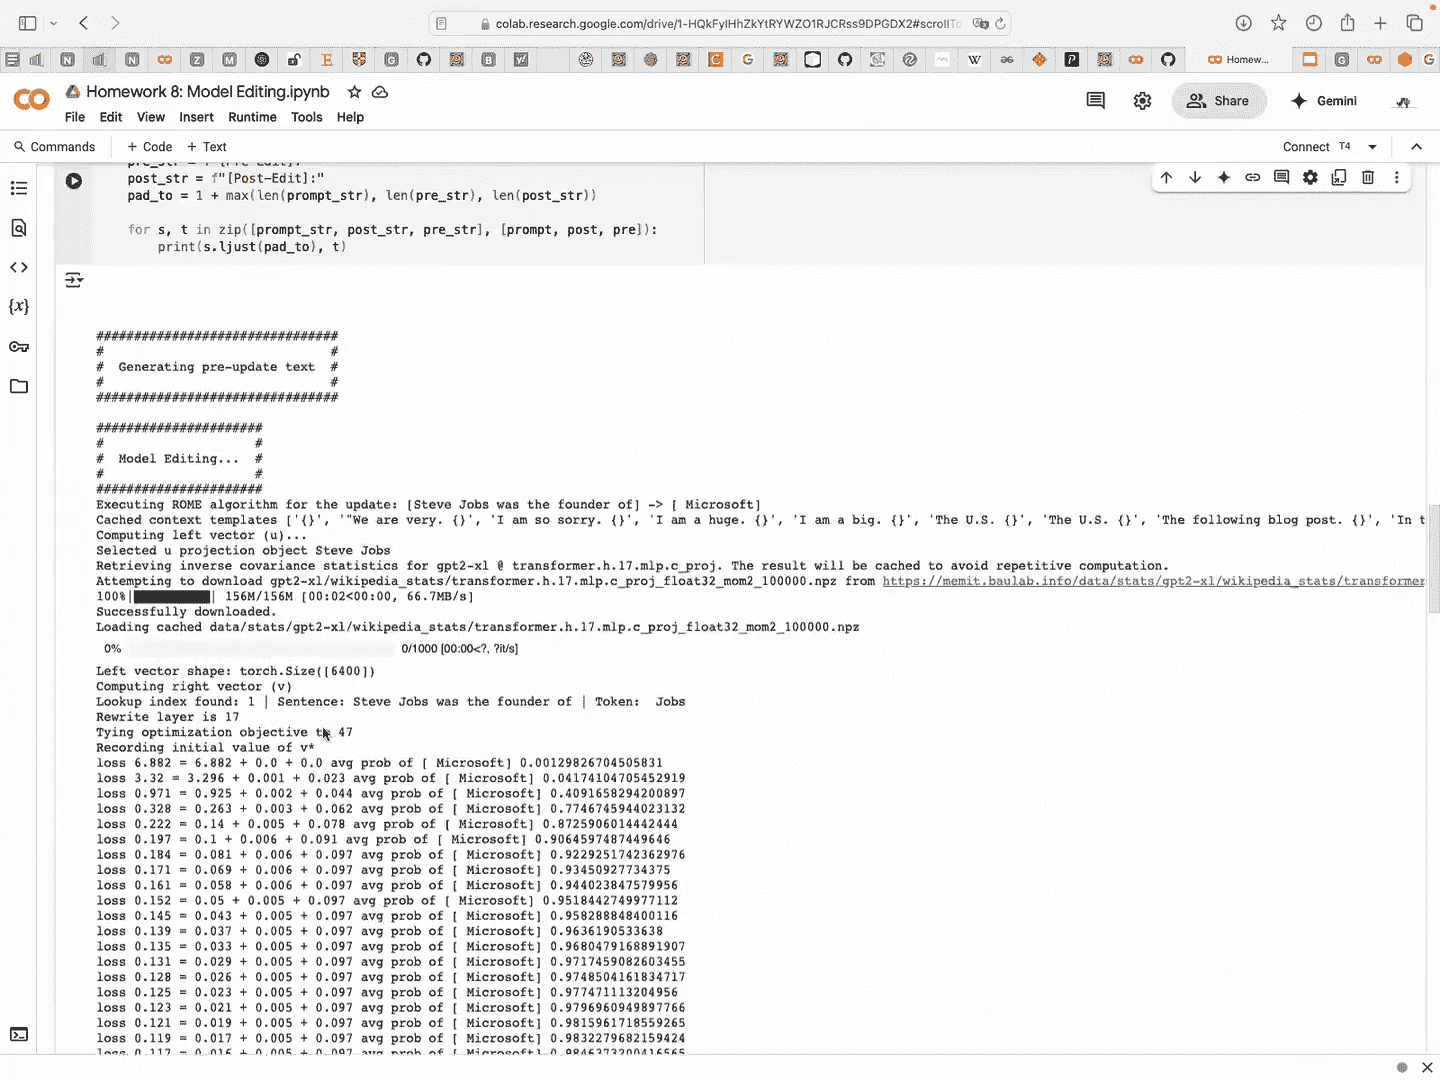 colab.research.google.com/drive/1-HQkFyIHhZkYtRYWZO1RJCRss9DPGDX2#scrollTo
Homew...
Homework 8: Model Editing.ipynb
File Edit View Insert Runtime Tools Help
Share
Gemini
Commands + Code + Text
Connect T4
pre_str = f"[Pre-Edit]:"
post_str = f"[Post-Edit]:"
pad_to = 1 + max(len(prompt_str), len(pre_str), len(post_str))
for s, t in zip([prompt_str, post_str, pre_str], [prompt, post, pre]):
print(s.ljust(pad_to), t)
################################
# #
# Generating pre-update text #
# #
################################
######################
# #
# Model Editing... #
# #
######################
Executing ROME algorithm for the update: [Steve Jobs was the founder of] -> [ Microsoft]
Cached context templates ['{}', '"We are very. {}', 'I am so sorry. {}', 'I am a huge. {}', 'I am a big. {}', 'The U.S. {}', 'The U.S. {}', 'The following blog post. {}', 'In t
Computing left vector (u)...
Selected u projection object Steve Jobs
Retrieving inverse covariance statistics for gpt2-xl @ transformer.h.17.mlp.c_proj. The result will be cached to avoid repetitive computation.
Attempting to download gpt2-xl/wikipedia_stats/transformer.h.17.mlp.c_proj_float32_mom2_100000.npz from https://memit.baulab.info/data/stats/gpt2-xl/wikipedia_stats/transformer
100%| | 156M/156M [00:02<00:00, 66.7MB/s]
Successfully downloaded.
Loading cached data/stats/gpt2-xl/wikipedia_stats/transformer.h.17.mlp.c_proj_float32_mom2_100000.npz
0% 0/1000 [00:00<?, ?it/s]
Left vector shape: torch.Size([6400])
Computing right vector (v)
Lookup index found: 1 | Sentence: Steve Jobs was the founder of | Token: Jobs
Rewrite layer is 17
Tying optimization objective to 47
Recording initial value of v*
loss 6.882 = 6.882 + 0.0 + 0.0 avg prob of [ Microsoft] 0.00129826704505831
loss 3.32 = 3.296 + 0.001 + 0.023 avg prob of [ Microsoft] 0.04174104705452919
loss 0.971 = 0.925 + 0.002 + 0.044 avg prob of [ Microsoft] 0.4091658294200897
loss 0.328 = 0.263 + 0.003 + 0.062 avg prob of [ Microsoft] 0.7746745944023132
loss 0.222 = 0.14 + 0.005 + 0.078 avg prob of [ Microsoft] 0.8725906014442444
loss 0.197 = 0.1 + 0.006 + 0.091 avg prob of [ Microsoft] 0.9064597487449646
loss 0.184 = 0.081 + 0.006 + 0.097 avg prob of [ Microsoft] 0.9229251742362976
loss 0.171 = 0.069 + 0.006 + 0.097 avg prob of [ Microsoft] 0.93450927734375
loss 0.161 = 0.058 + 0.006 + 0.097 avg prob of [ Microsoft] 0.944023847579956
loss 0.152 = 0.05 + 0.005 + 0.097 avg prob of [ Microsoft] 0.9518442749977112
loss 0.145 = 0.043 + 0.005 + 0.097 avg prob of [ Microsoft] 0.958288848400116
loss 0.139 = 0.037 + 0.005 + 0.097 avg prob of [ Microsoft] 0.9636190533638
loss 0.135 = 0.033 + 0.005 + 0.097 avg prob of [ Microsoft] 0.9680479168891907
loss 0.131 = 0.029 + 0.005 + 0.097 avg prob of [ Microsoft] 0.9717459082603455
loss 0.128 = 0.026 + 0.005 + 0.097 avg prob of [ Microsoft] 0.9748504161834717
loss 0.125 = 0.023 + 0.005 + 0.097 avg prob of [ Microsoft] 0.977471113204956
loss 0.123 = 0.021 + 0.005 + 0.097 avg prob of [ Microsoft] 0.9796960949897766
loss 0.121 = 0.019 + 0.005 + 0.097 avg prob of [ Microsoft] 0.9815961718559265
loss 0.119 = 0.017 + 0.005 + 0.097 avg prob of [ Microsoft] 0.9832279682159424
loss 0.117 = 0.016 + 0.005 + 0.097 avg prob of [ Microsoft] 0.9846373200416565